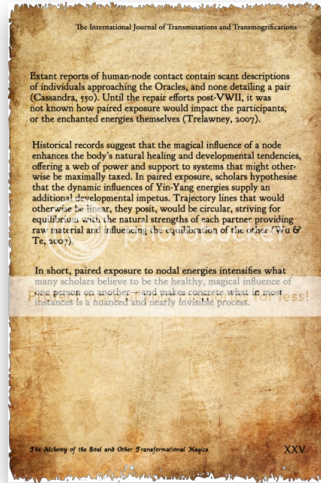 The International Journal of Transmutations and Transmogrifications
Extant reports of human-node contact contain scant descriptions
of individuals approaching the Oracles, and none detailing a pair
(Cassandra, 550). Until the repair efforts post-VWII, it was
not known how paired exposure would impact the participants,
or the enchanted energies themselves (Trelawney, 2007).
Historical records suggest that the magical influence of a node
enhances the body's natural healing and developmental tendencies,
offering a web of power and support to systems that might other-
wise be maximally taxed. In paired exposure, scholars hypothesise
that the dynamic influences of Yin-Yang energies supply an
additional developmental impetus. Trajectory lines that would
otherwise be linear, they posit, would be circular, striving for
equilibrium with the natural strengths of each partner providing
raw material and influencing the equilibration of the other (Wu &
Te, 2007).
In short, paired exposure to nodal energies intensifies what
many scholars believe to be the healthy, magical influence of
one person on another—and makes concrete what in most
instances is a nuanced and nearly invisible process.
The Alchemy of the Soul and Other Transformational Magics
XXV